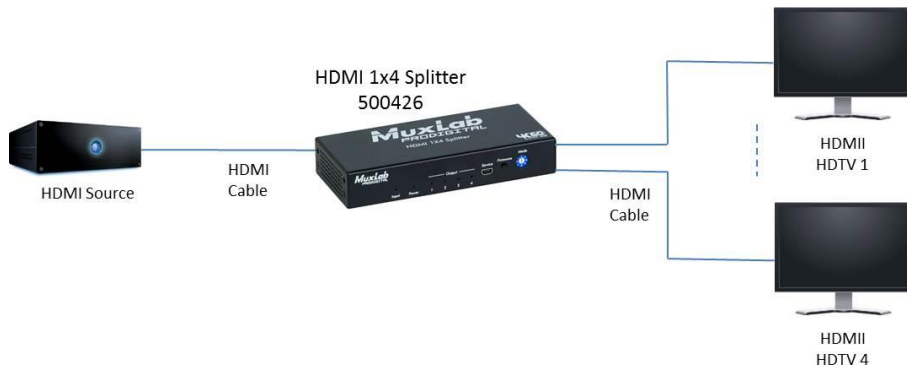 HDMI 1x4 Splitter
500426
MuxLab
PRODIGITAL
HDMI 1X4 Splitter
4K60
MuxLab
PRODIGITAL
Input
Power
Output
1 2 3 4
Service
Firmware
Mode
HDMI Source
HDMI
Cable
HDMI
Cable
HDMII
HDTV 1
HDMII
HDTV 4